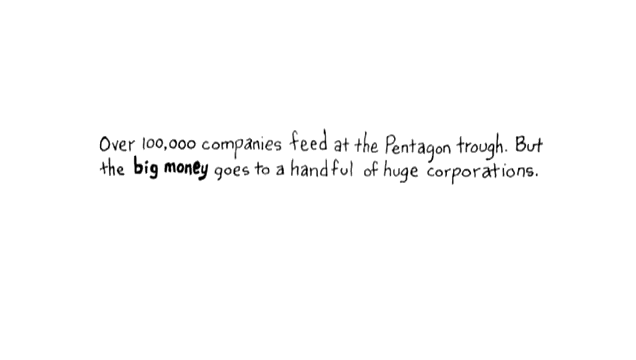 Over 100,000 companies feed at the Pentagon trough. But
the big money goes to a handful of huge corporations.